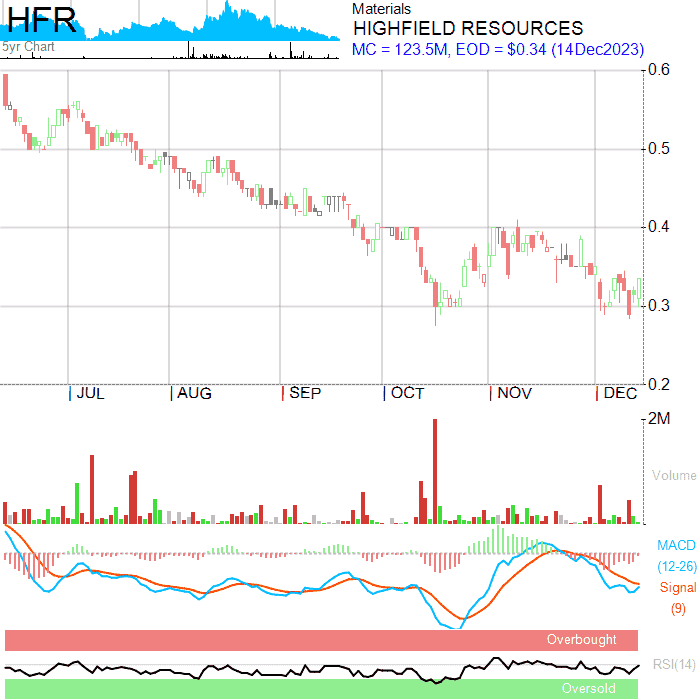 HFR
5yr Chart
Materials
HIGHFIELD RESOURCES
MC = 123.5M, EOD = $0.34 (14Dec2023)
0.6
0.5
0.4
0.3
0.2
JUL
AUG
SEP
OCT
NOV
DEC
2M
Volume
MACD
(12-26)
Signal
(9)
Overbought
RSI(14)
Oversold